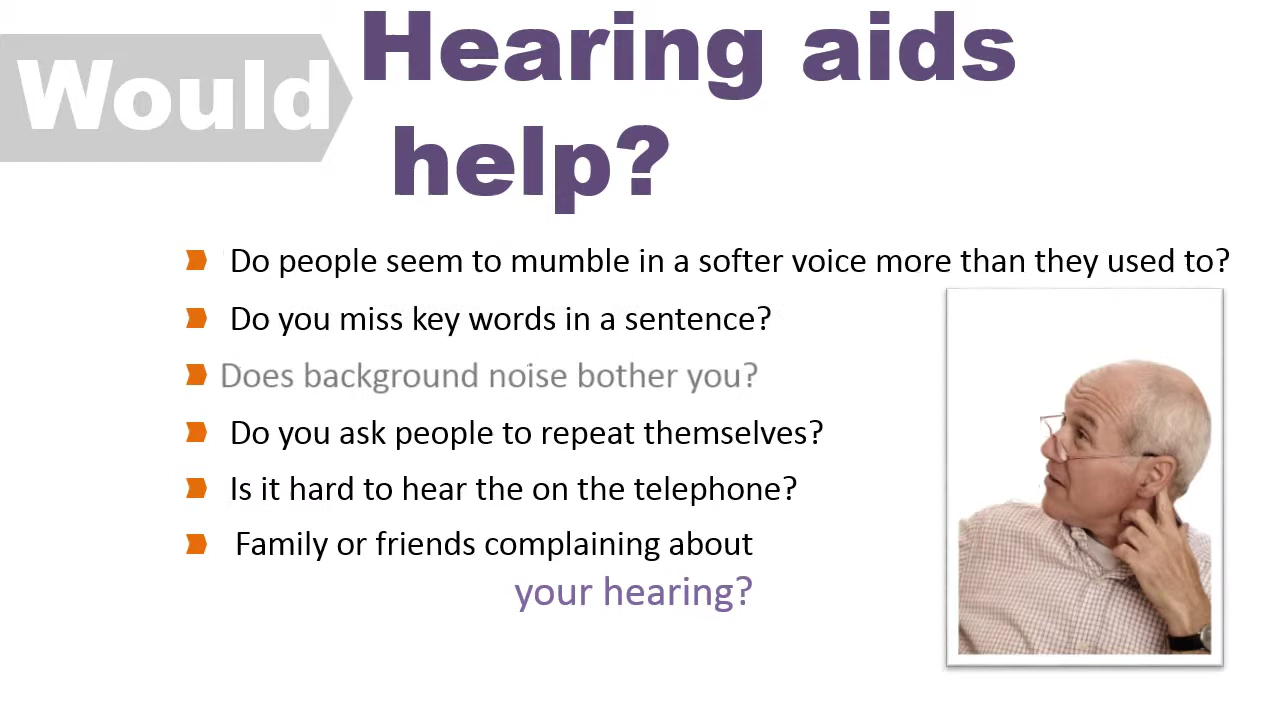 Would Hearing aids
help?
Do people seem to mumble in a softer voice more than they used to?
Do you miss key words in a sentence?
Does background noise bother you?
Do you ask people to repeat themselves?
Is it hard to hear the on the telephone?
Family or friends complaining about
your hearing?